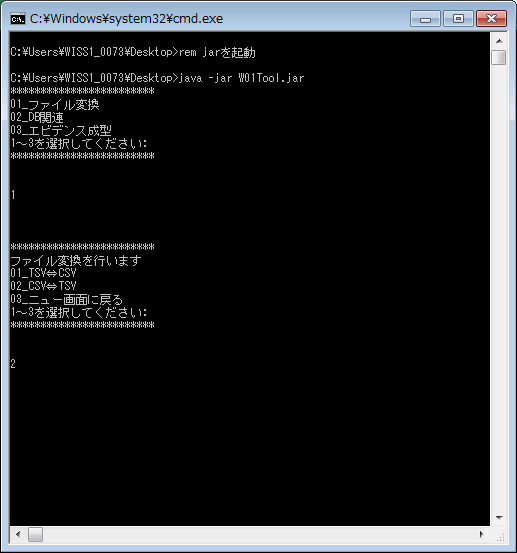 C:¥Windows¥system32¥cmd.exe
C:¥Users¥WISS1_0073¥Desktop>rem jarを起動
C:¥Users¥WISS1_0073¥Desktop>java -jar W01Tool.jar
************************
01_ファイル変換
02_DB関連
03_エビデンス成型
1～3を選択してください:
************************
1
************************
ファイル変換を行います
01_TSV⇔CSV
02_CSV⇔TSV
03_ニュー画面に戻る
1～3を選択してください:
************************
2